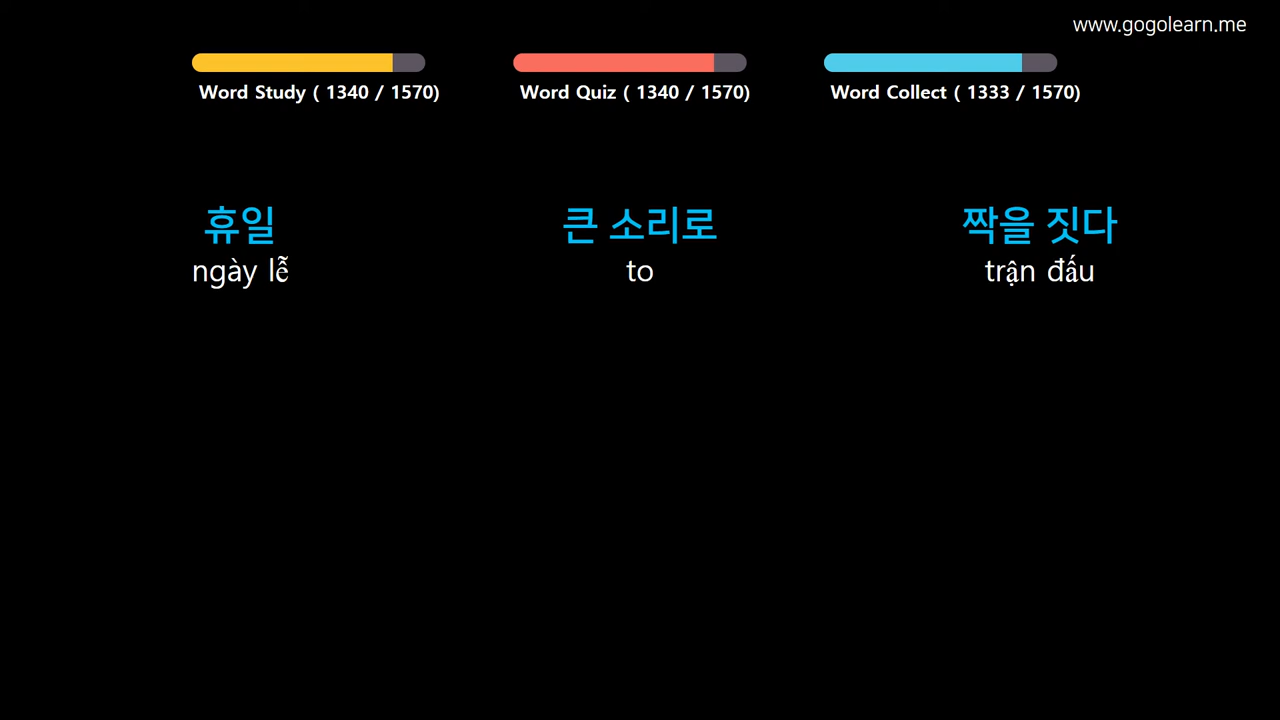 www.gogolearn.me
Word Study ( 1340 / 1570)
Word Quiz ( 1340 / 1570)
Word Collect ( 1333 / 1570)
휴일
ngày lễ
큰 소리로
to
짝을 짓다
trận đấu